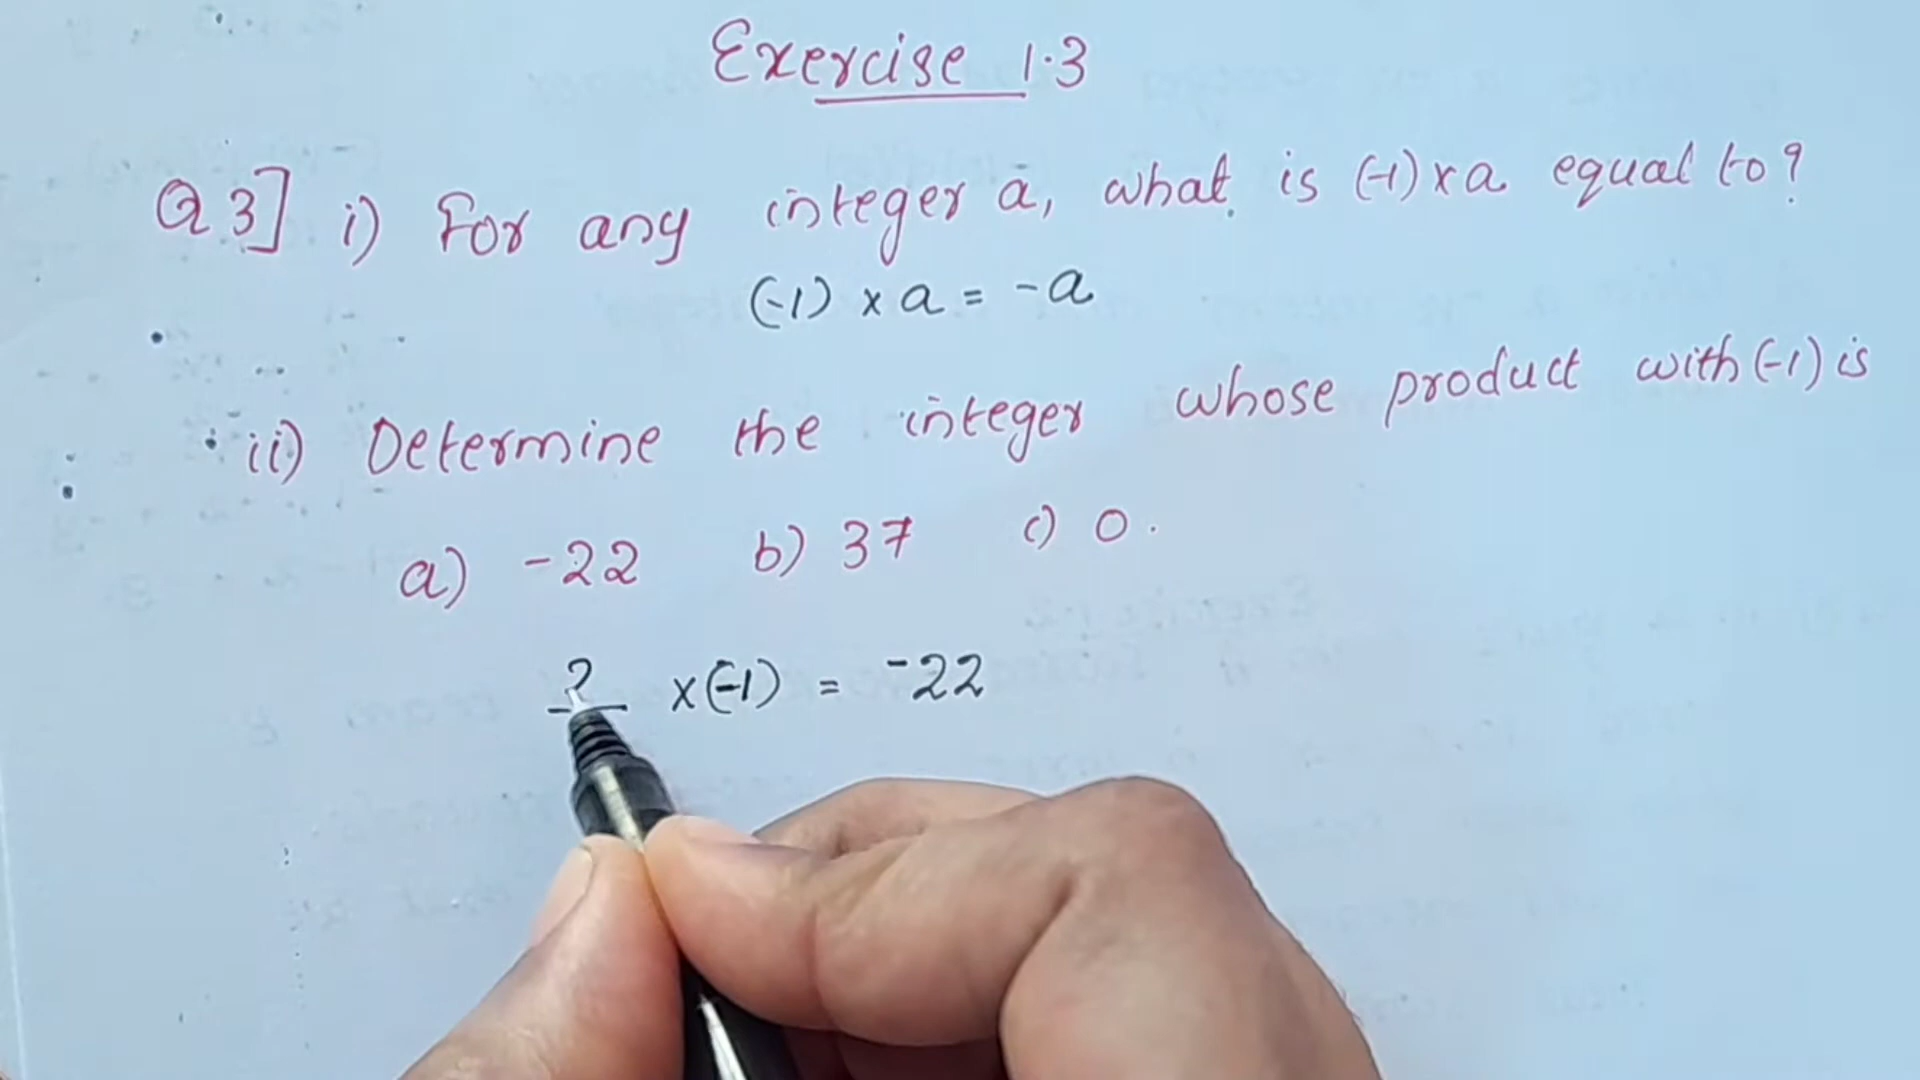 Exercise 1.3
Q3] i) For any integer a, what is (-1) x a equal to?
(-1) x a = -a
ii) Determine the integer whose product with (-1) is
a) -22 b) 37 c) 0.
? x (-1) = -22